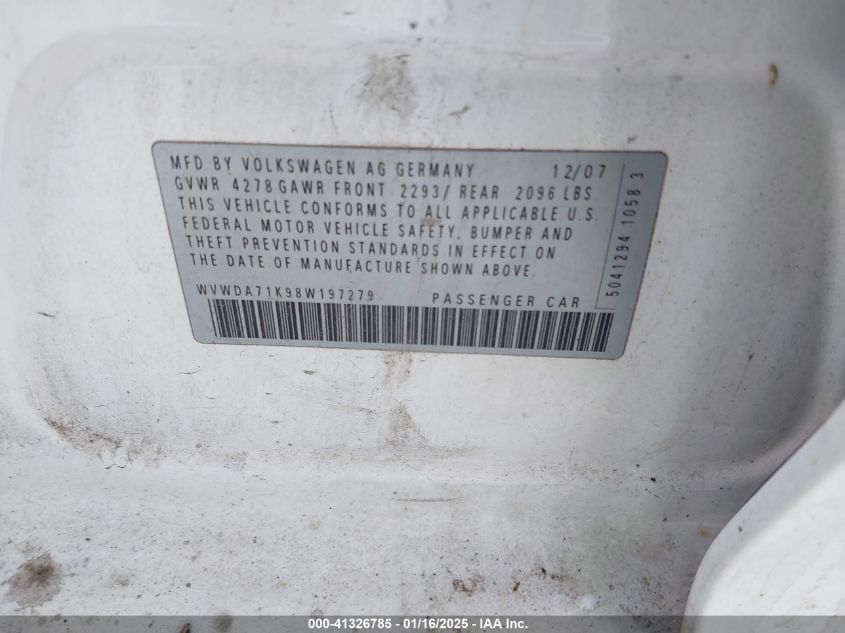 MFD BY VOLKSWAGEN AG GERMANY 12/07
GVWR 4278 GAWR FRONT 2293/ REAR 2096 LBS
THIS VEHICLE CONFORMS TO ALL APPLICABLE U.S.
FEDERAL MOTOR VEHICLE SAFETY, BUMPER AND
THEFT PREVENTION STANDARDS IN EFFECT ON
THE DATE OF MANUFACTURE SHOWN ABOVE.
WVWDA71K98W197279 PASSENGER CAR
5041294 1058 3
000-41326785 - 01/16/2025 - IAA Inc.